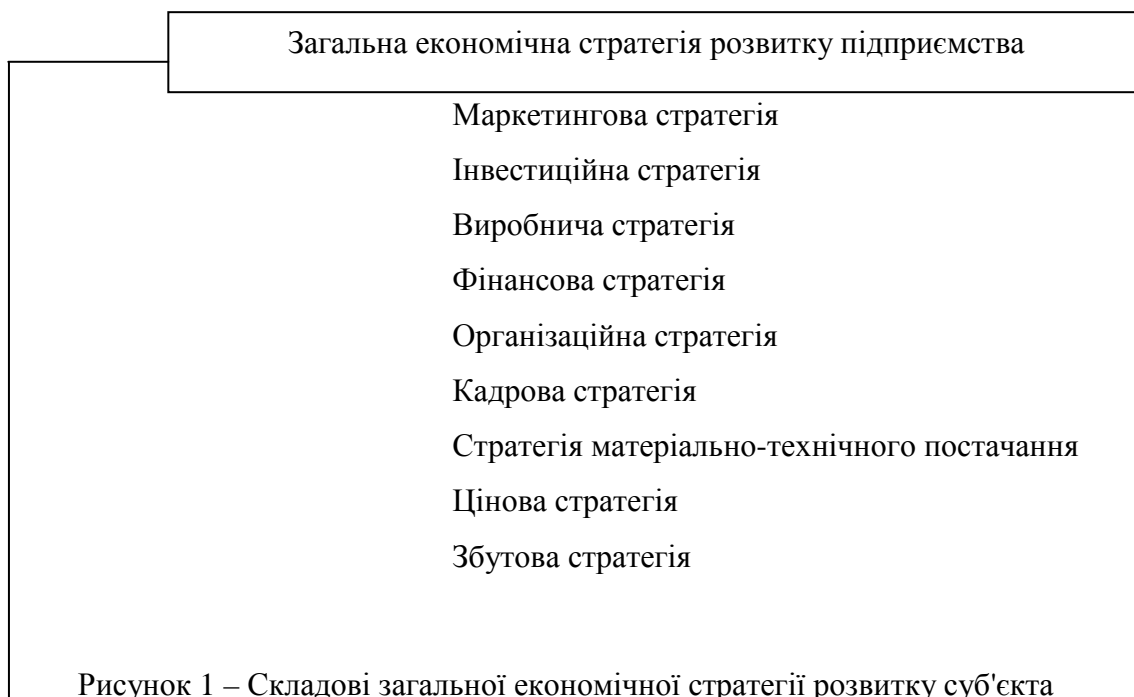 Загальна економічна стратегія розвитку підприємства
Маркетингова стратегія
Інвестиційна стратегія
Виробнича стратегія
Фінансова стратегія
Організаційна стратегія
Кадрова стратегія
Стратегія матеріально-технічного постачання
Цінова стратегія
Збутова стратегія
Рисунок 1 – Складові загальної економічної стратегії розвитку суб'єкта